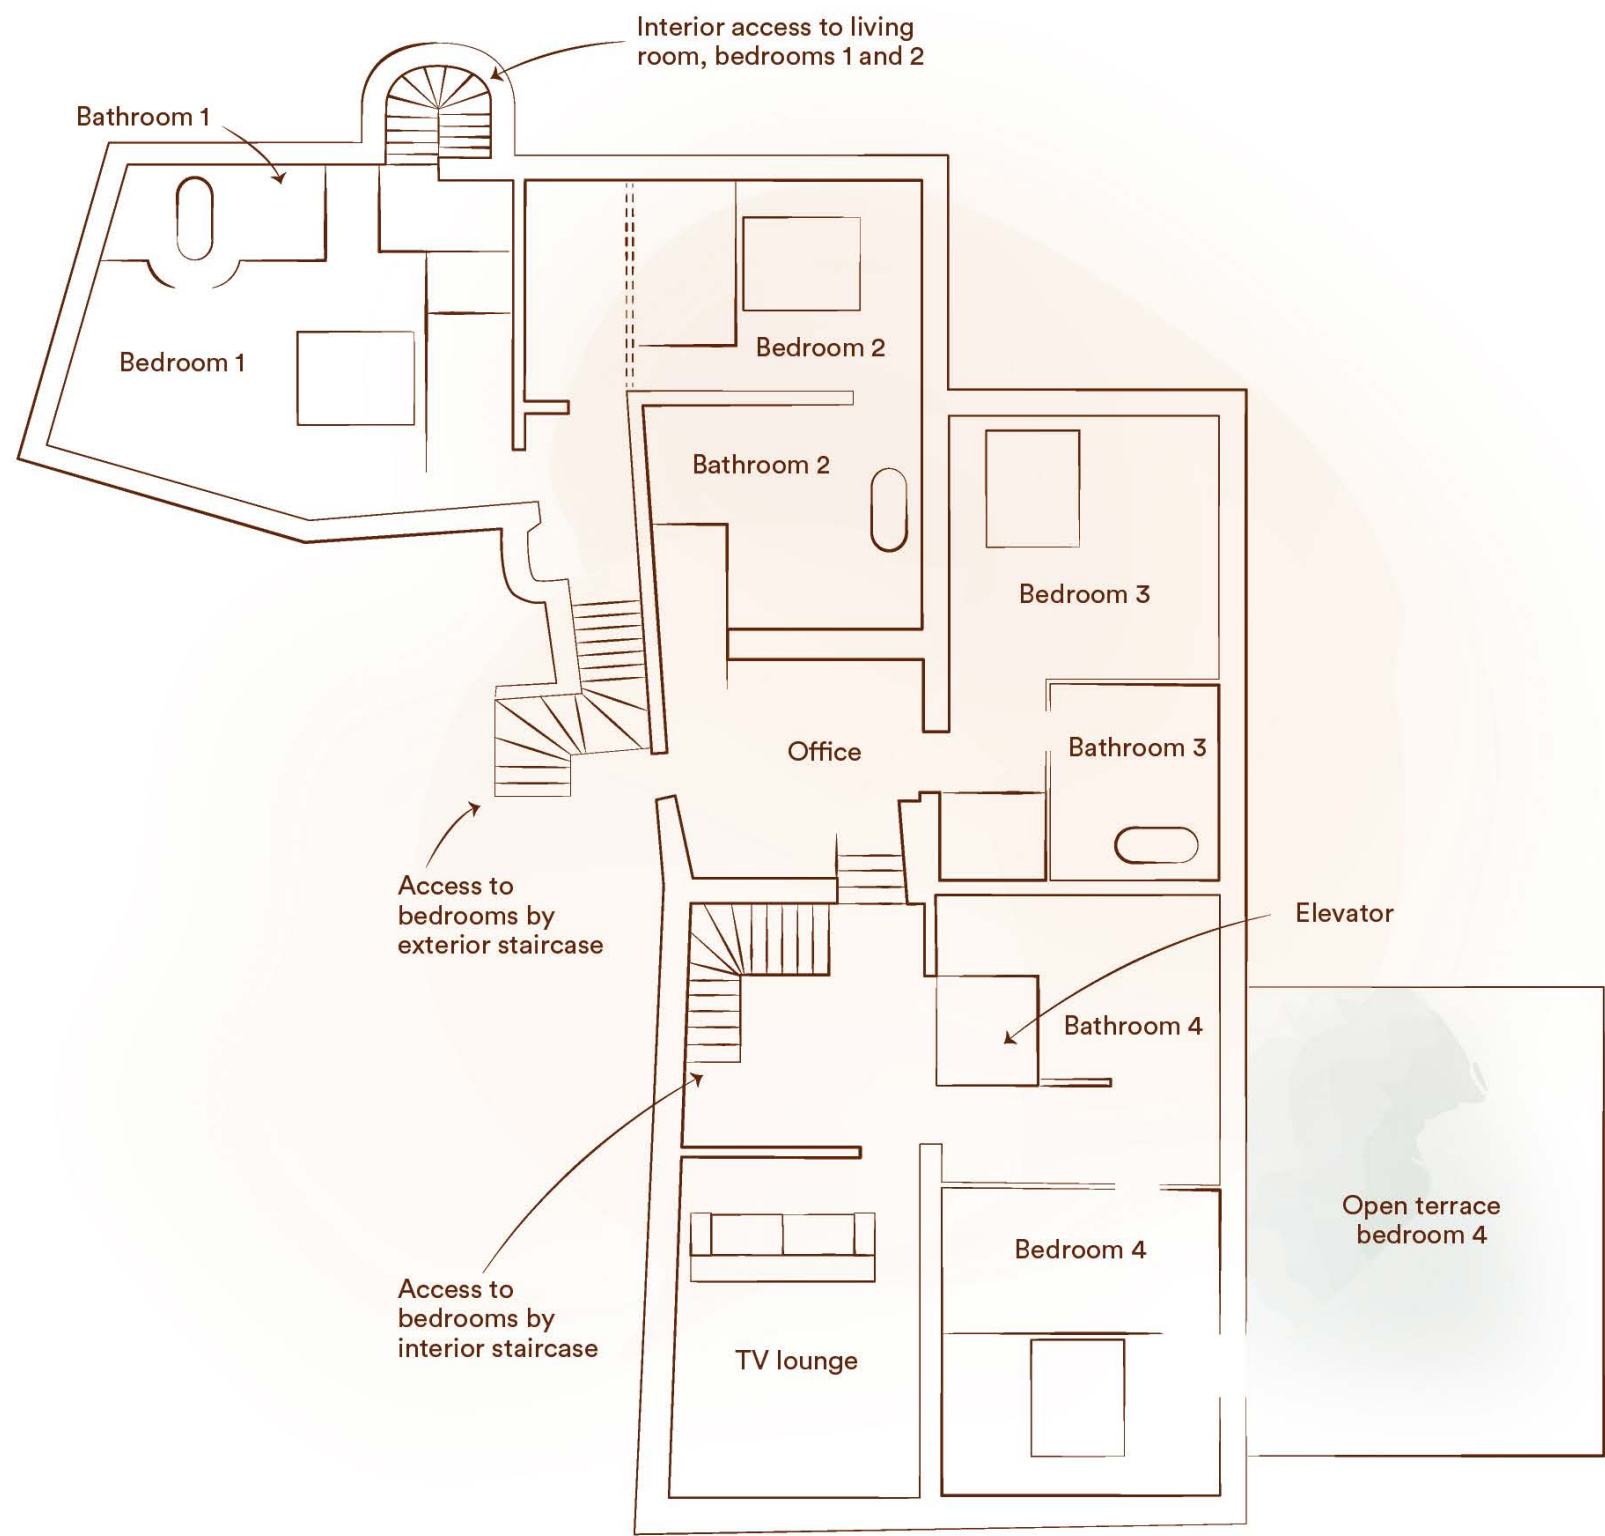 Interior access to living
room, bedrooms 1 and 2
Bathroom 1
Bedroom 1
Bedroom 2
Bathroom 2
Bedroom 3
Bathroom 3
Office
Access to
bedrooms by
exterior staircase
Elevator
Bathroom 4
Open terrace
bedroom 4
Bedroom 4
Access to
bedrooms by
interior staircase
TV lounge